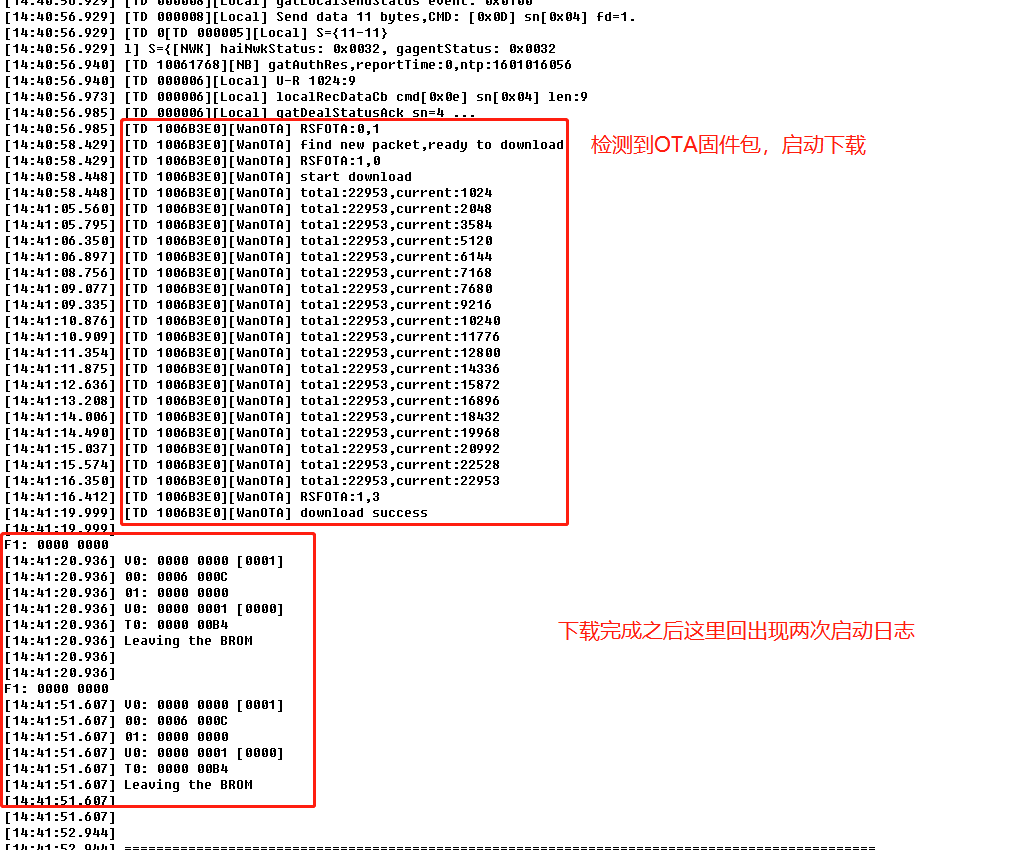 [14:40:56.929] [TD 000008][Local] gatLocalSendStatus event: 0x0100
[14:40:56.929] [TD 000008][Local] Send data 11 bytes,CMD: [0x0D] sn[0x04] fd=1.
[14:40:56.929] [TD 0[TD 000005][Local] S={11-11}
[14:40:56.929] l] S={[NWK] haiNwkStatus: 0x0032, gagentStatus: 0x0032
[14:40:56.940] [TD 10061768][NB] gatAuthRes,reportTime:0,ntp:1601016056
[14:40:56.940] [TD 000006][Local] U-R 1024:9
[14:40:56.973] [TD 000006][Local] localRecDataCb cmd[0x0e] sn[0x04] len:9
[14:40:56.985] [TD 000006][Local] gatDealStatusAck sn=4 ...
[14:40:56.985] [TD 1006B3E0][WanOTA] RSFOTA:0,1
[14:40:58.429] [TD 1006B3E0][WanOTA] find new packet,ready to download
检测到OTA固件包，启动下载
[14:40:58.429] [TD 1006B3E0][WanOTA] RSFOTA:1,0
[14:40:58.448] [TD 1006B3E0][WanOTA] start download
[14:40:58.448] [TD 1006B3E0][WanOTA] total:22953,current:1024
[14:41:05.560] [TD 1006B3E0][WanOTA] total:22953,current:2048
[14:41:05.795] [TD 1006B3E0][WanOTA] total:22953,current:3584
[14:41:06.350] [TD 1006B3E0][WanOTA] total:22953,current:5120
[14:41:06.897] [TD 1006B3E0][WanOTA] total:22953,current:6144
[14:41:08.756] [TD 1006B3E0][WanOTA] total:22953,current:7168
[14:41:09.077] [TD 1006B3E0][WanOTA] total:22953,current:7680
[14:41:09.335] [TD 1006B3E0][WanOTA] total:22953,current:9216
[14:41:10.876] [TD 1006B3E0][WanOTA] total:22953,current:10240
[14:41:10.909] [TD 1006B3E0][WanOTA] total:22953,current:11776
[14:41:11.354] [TD 1006B3E0][WanOTA] total:22953,current:12800
[14:41:11.875] [TD 1006B3E0][WanOTA] total:22953,current:14336
[14:41:12.636] [TD 1006B3E0][WanOTA] total:22953,current:15872
[14:41:13.208] [TD 1006B3E0][WanOTA] total:22953,current:16896
[14:41:14.006] [TD 1006B3E0][WanOTA] total:22953,current:18432
[14:41:14.490] [TD 1006B3E0][WanOTA] total:22953,current:19968
[14:41:15.037] [TD 1006B3E0][WanOTA] total:22953,current:20992
[14:41:15.574] [TD 1006B3E0][WanOTA] total:22953,current:22528
[14:41:16.350] [TD 1006B3E0][WanOTA] total:22953,current:22953
[14:41:16.412] [TD 1006B3E0][WanOTA] RSFOTA:1,3
[14:41:19.999] [TD 1006B3E0][WanOTA] download success
[14:41:19.999]
F1: 0000 0000
[14:41:20.936] V0: 0000 0000 [0001]
[14:41:20.936] 00: 0006 000C
[14:41:20.936] 01: 0000 0000
[14:41:20.936] U0: 0000 0001 [0000]
[14:41:20.936] T0: 0000 00B4
下载完成之后这里回出现两次启动日志
[14:41:20.936] Leaving the BROM
[14:41:20.936]
[14:41:20.936]
F1: 0000 0000
[14:41:51.607] V0: 0000 0000 [0001]
[14:41:51.607] 00: 0006 000C
[14:41:51.607] 01: 0000 0000
[14:41:51.607] U0: 0000 0001 [0000]
[14:41:51.607] T0: 0000 00B4
[14:41:51.607] Leaving the BROM
[14:41:51.607]
[14:41:51.607]
[14:41:52.944]
[14:41:52.944] ==============================================================================================